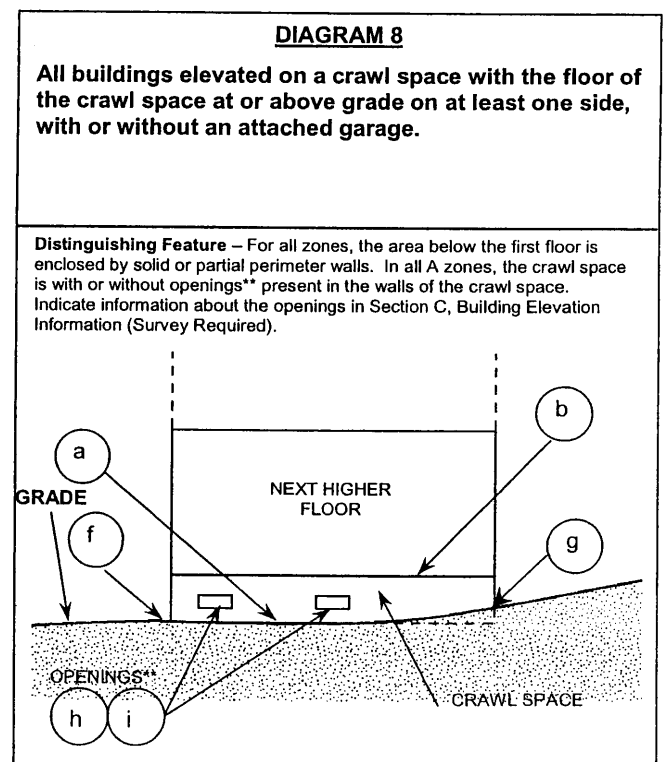 DIAGRAM 8
All buildings elevated on a crawl space with the floor of
the crawl space at or above grade on at least one side,
with or without an attached garage.
Distinguishing Feature – For all zones, the area below the first floor is
enclosed by solid or partial perimeter walls. In all A zones, the crawl space
is with or without openings** present in the walls of the crawl space.
Indicate information about the openings in Section C, Building Elevation
Information (Survey Required).
b
a
NEXT HIGHER
FLOOR
GRADE
f
g
OPENINGS**
h i
CRAWL SPACE